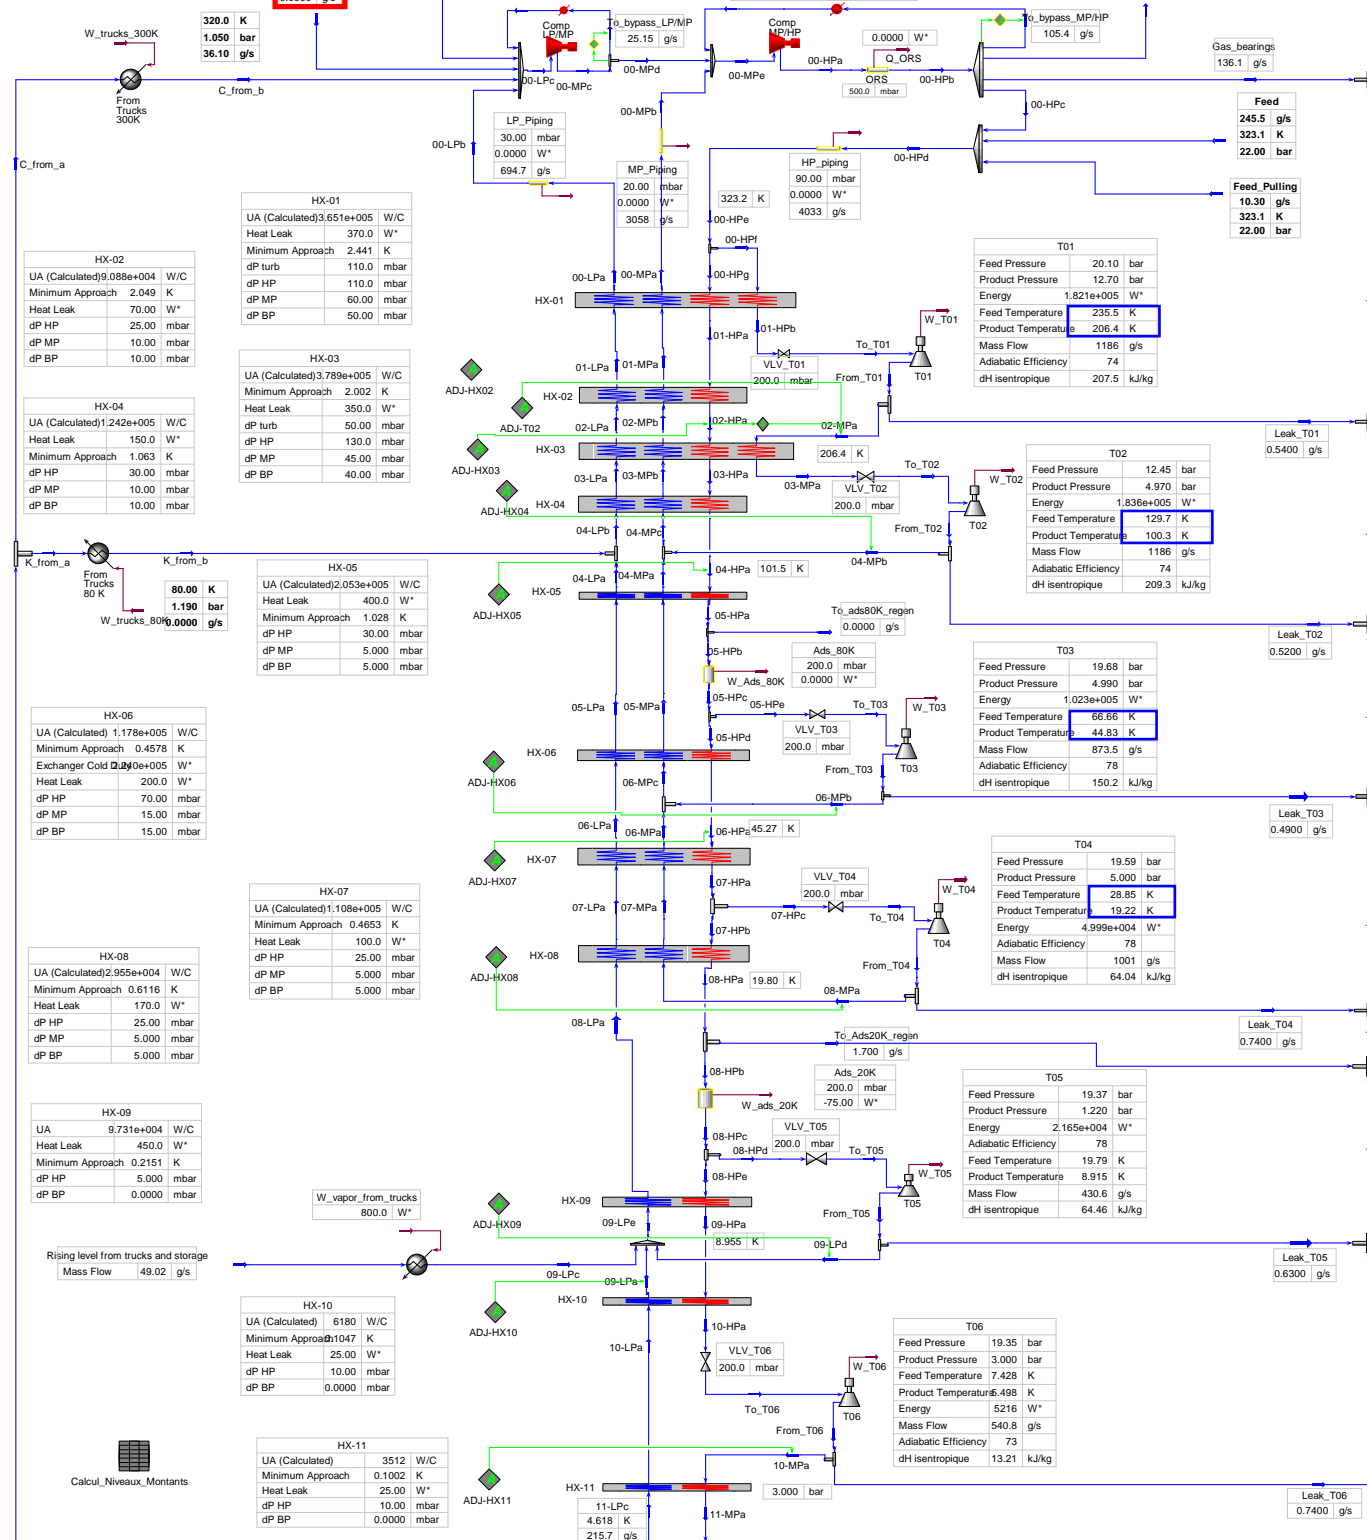 320.0 K
1.050 bar
36.10 g/s
W_trucks_300K
From
Trucks
300K
C_from_b
C_from_a
Comp
LP/MP
To_bypass_LP/MP
25.15 g/s
00-LPc
00-MPc
00-MPd
00-MPe
Comp
MP/HP
00-HPa
0.0000 W*
Q_ORS
ORS
500.0 mbar
00-HPb
To_bypass_MP/HP
105.4 g/s
Gas_bearings
136.1 g/s
00-HPc
Feed
245.5 g/s
323.1 K
22.00 bar
Feed_Pulling
10.30 g/s
323.1 K
22.00 bar
00-LPb
LP_Piping
30.00 mbar
0.0000 W*
694.7 g/s
00-MPb
MP_Piping
20.00 mbar
0.0000 W*
3058 g/s
HP_piping
90.00 mbar
0.0000 W*
4033 g/s
00-HPd
323.2 K
00-HPe
00-HPf
00-HPg
00-LPa
00-MPa
HX-01
UA (Calculated) 3.651e+005 W/C
Heat Leak 370.0 W*
Minimum Approach 2.441 K
dP turb 110.0 mbar
dP HP 110.0 mbar
dP MP 60.00 mbar
dP BP 50.00 mbar
HX-02
UA (Calculated) 9.088e+004 W/C
Minimum Approach 2.049 K
Heat Leak 70.00 W*
dP HP 25.00 mbar
dP MP 10.00 mbar
dP BP 10.00 mbar
HX-03
UA (Calculated) 3.789e+005 W/C
Minimum Approach 2.002 K
Heat Leak 350.0 W*
dP turb 50.00 mbar
dP HP 130.0 mbar
dP MP 45.00 mbar
dP BP 40.00 mbar
HX-04
UA (Calculated) 1.242e+005 W/C
Heat Leak 150.0 W*
Minimum Approach 1.063 K
dP HP 30.00 mbar
dP MP 10.00 mbar
dP BP 10.00 mbar
HX-01
01-HPb
01-HPa
01-LPa
01-MPa
VLV_T01
200.0 mbar
To_T01
From_T01
W_T01
T01
T01
Feed Pressure 20.10 bar
Product Pressure 12.70 bar
Energy 1.821e+005 W*
Feed Temperature 235.5 K
Product Temperature 206.4 K
Mass Flow 1186 g/s
Adiabatic Efficiency 74
dH isentropique 207.5 kJ/kg
Leak_T01
0.5400 g/s
ADJ-HX02
ADJ-T02
ADJ-HX03
ADJ-HX04
HX-02
02-LPa
02-MPb
02-HPa
02-MPa
206.4 K
HX-03
03-LPa
03-MPb
03-HPa
03-MPa
VLV_T02
200.0 mbar
To_T02
From_T02
W_T02
T02
T02
Feed Pressure 12.45 bar
Product Pressure 4.970 bar
Energy 1.836e+005 W*
Feed Temperature 129.7 K
Product Temperature 100.3 K
Mass Flow 1186 g/s
Adiabatic Efficiency 74
dH isentropique 209.3 kJ/kg
Leak_T02
0.5200 g/s
HX-04
04-LPb
04-MPc
04-MPb
04-LPa
04-MPa
04-HPa
101.5 K
K_from_a
K_from_b
From
Trucks
80 K
W_trucks_80K
80.00 K
1.190 bar
0.0000 g/s
HX-05
UA (Calculated) 2.053e+005 W/C
Heat Leak 400.0 W*
Minimum Approach 1.028 K
dP HP 30.00 mbar
dP MP 5.000 mbar
dP BP 5.000 mbar
ADJ-HX05
HX-05
05-HPa
To_ads80K_regen
0.0000 g/s
05-HPb
Ads_80K
200.0 mbar
0.0000 W*
W_Ads_80K
05-HPc
05-HPe
05-HPd
05-LPa
05-MPa
VLV_T03
200.0 mbar
To_T03
From_T03
W_T03
T03
T03
Feed Pressure 19.68 bar
Product Pressure 4.990 bar
Energy 1.023e+005 W*
Feed Temperature 66.66 K
Product Temperature 44.83 K
Mass Flow 873.5 g/s
Adiabatic Efficiency 78
dH isentropique 150.2 kJ/kg
Leak_T03
0.4900 g/s
HX-06
UA (Calculated) 1.178e+005 W/C
Minimum Approach 0.4578 K
Exchanger Cold Duty 2.240e+005 W*
Heat Leak 200.0 W*
dP HP 70.00 mbar
dP MP 15.00 mbar
dP BP 15.00 mbar
ADJ-HX06
HX-06
06-MPc
06-MPb
06-LPa
06-MPa
06-HPa
45.27 K
ADJ-HX07
HX-07
07-HPa
07-HPc
07-HPb
07-LPa
07-MPa
VLV_T04
200.0 mbar
To_T04
From_T04
W_T04
T04
T04
Feed Pressure 19.59 bar
Product Pressure 5.000 bar
Feed Temperature 28.85 K
Product Temperature 19.22 K
Energy 4.999e+004 W*
Adiabatic Efficiency 78
Mass Flow 1001 g/s
dH isentropique 64.04 kJ/kg
Leak_T04
0.7400 g/s
HX-07
UA (Calculated) 1.108e+005 W/C
Minimum Approach 0.4653 K
Heat Leak 100.0 W*
dP HP 25.00 mbar
dP MP 5.000 mbar
dP BP 5.000 mbar
HX-08
UA (Calculated) 2.955e+004 W/C
Minimum Approach 0.6116 K
Heat Leak 170.0 W*
dP HP 25.00 mbar
dP MP 5.000 mbar
dP BP 5.000 mbar
ADJ-HX08
HX-08
08-HPa
19.80 K
08-MPa
08-LPa
To_Ads20K_regen
1.700 g/s
08-HPb
Ads_20K
200.0 mbar
-75.00 W*
W_ads_20K
08-HPc
08-HPd
08-HPe
VLV_T05
200.0 mbar
To_T05
From_T05
W_T05
T05
T05
Feed Pressure 19.37 bar
Product Pressure 1.220 bar
Energy 2.165e+004 W*
Adiabatic Efficiency 78
Feed Temperature 19.79 K
Product Temperature 8.915 K
Mass Flow 430.6 g/s
dH isentropique 64.46 kJ/kg
Leak_T05
0.6300 g/s
HX-09
UA 9.731e+004 W/C
Heat Leak 450.0 W*
Minimum Approach 0.2151 K
dP HP 5.000 mbar
dP BP 0.0000 mbar
W_vapor_from_trucks
800.0 W*
Rising level from trucks and storage
Mass Flow 49.02 g/s
ADJ-HX09
HX-09
09-LPe
09-HPa
8.955 K
09-LPd
09-LPc
09-LPa
ADJ-HX10
HX-10
10-HPa
10-LPa
HX-10
UA (Calculated) 6180 W/C
Minimum Approach 0.1047 K
Heat Leak 25.00 W*
dP HP 10.00 mbar
dP BP 0.0000 mbar
VLV_T06
200.0 mbar
To_T06
From_T06
W_T06
T06
T06
Feed Pressure 19.35 bar
Product Pressure 3.000 bar
Feed Temperature 7.428 K
Product Temperature 5.498 K
Energy 5216 W*
Mass Flow 540.8 g/s
Adiabatic Efficiency 73
dH isentropique 13.21 kJ/kg
Leak_T06
0.7400 g/s
Calcul_Niveaux_Montants
HX-11
UA (Calculated) 3512 W/C
Minimum Approach 0.1002 K
Heat Leak 25.00 W*
dP HP 10.00 mbar
dP BP 0.0000 mbar
ADJ-HX11
HX-11
10-MPa
3.000 bar
11-LPc
4.618 K
215.7 g/s
11-MPa